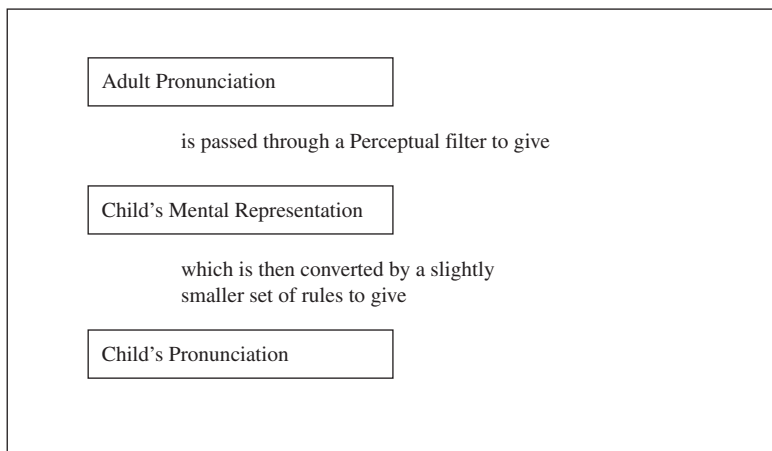 Adult Pronunciation
is passed through a Perceptual filter to give
Child's Mental Representation
which is then converted by a slightly
smaller set of rules to give
Child's Pronunciation